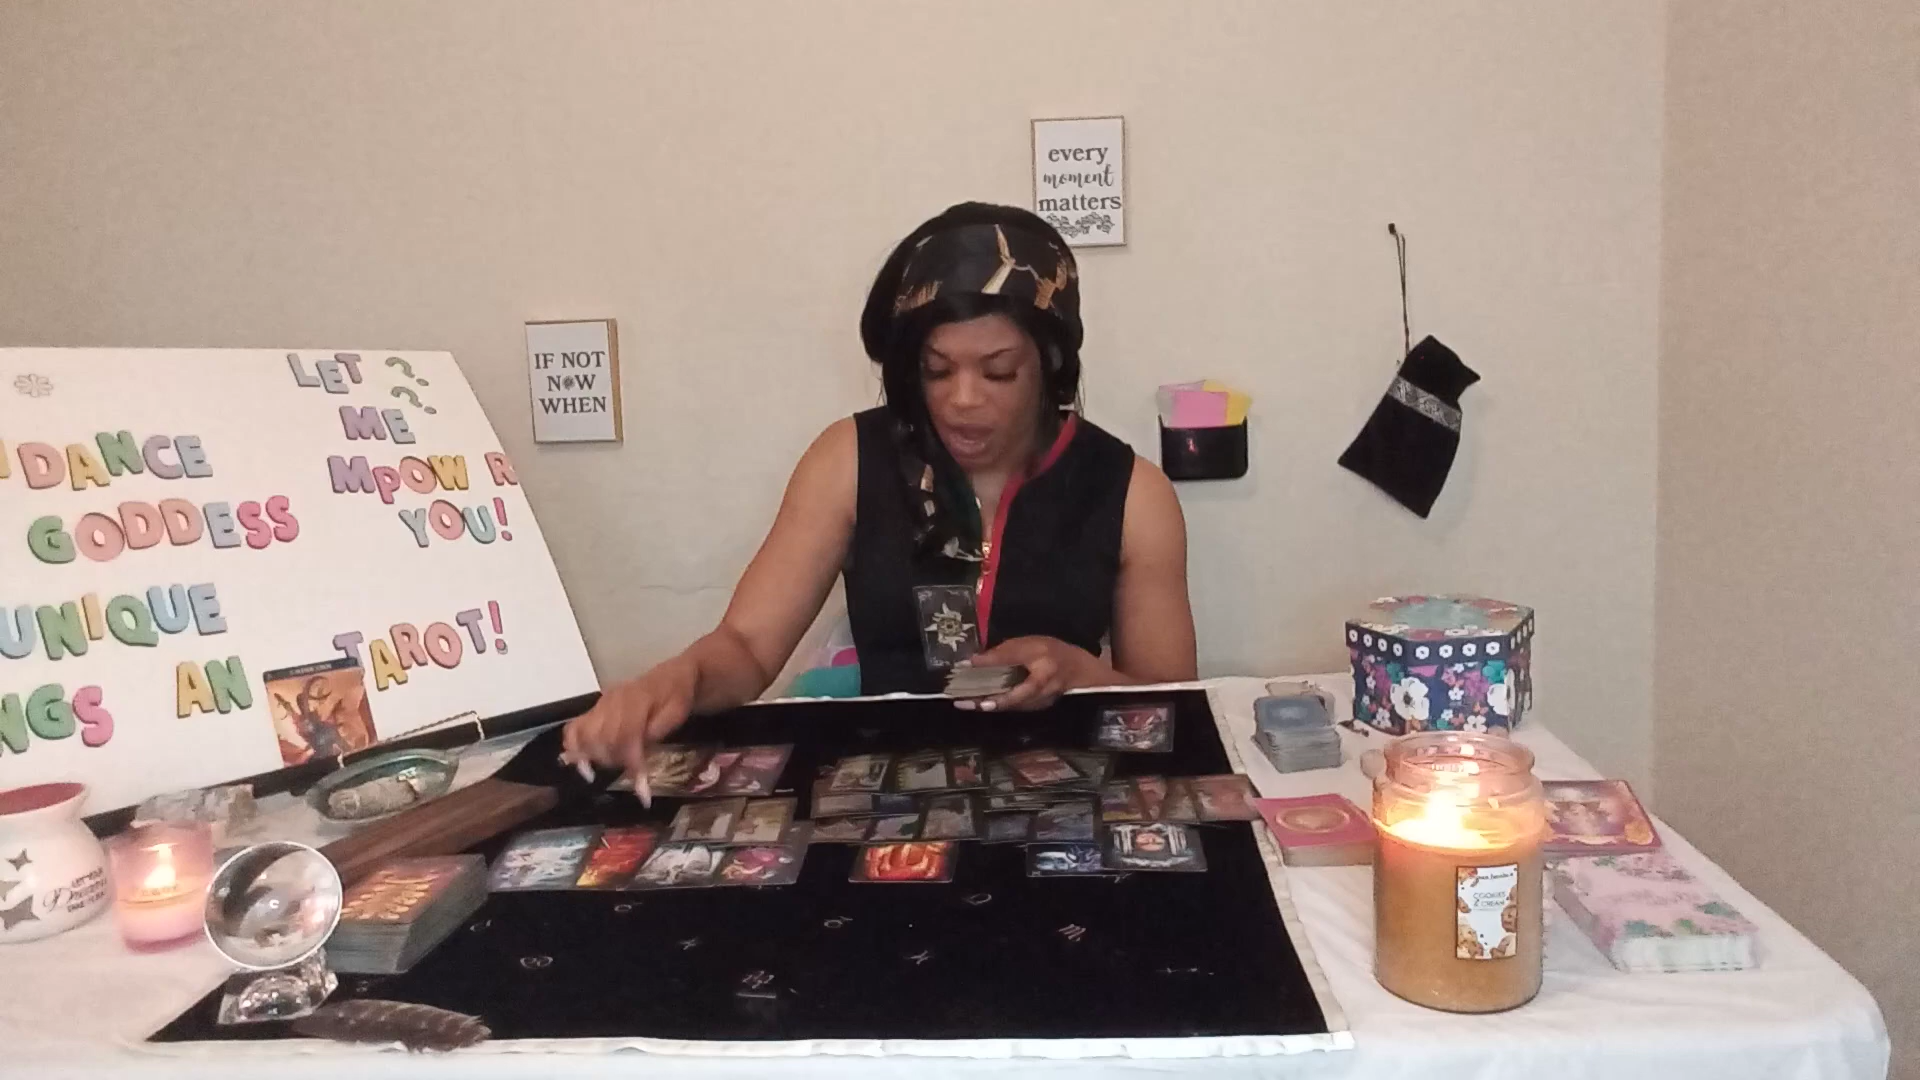 every
moment
matters
IF NOT
NOW
WHEN
LET ?
?
ME
MPOW R
YOU!
DANCE
GODDESS
UNIQUE
NGS AN TAROT!
COOKIES
CREAM